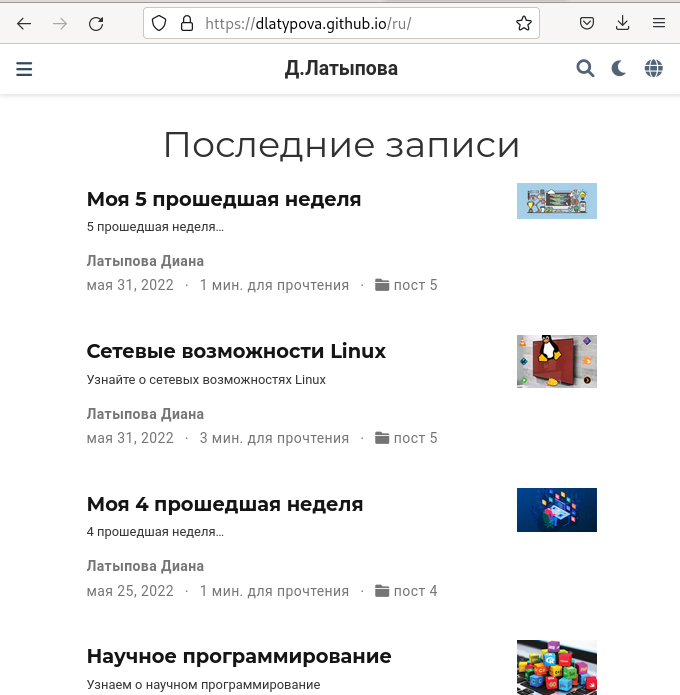 https://dlatypova.github.io/ru/
Д.Латыпова
Последние записи
Моя 5 прошедшая неделя
5 прошедшая неделя…
Латыпова Диана
мая 31, 2022 · 1 мин. для прочтения · пост 5
Сетевые возможности Linux
Узнайте о сетевых возможностях Linux
Латыпова Диана
мая 31, 2022 · 3 мин. для прочтения · пост 5
Моя 4 прошедшая неделя
4 прошедшая неделя…
Латыпова Диана
мая 25, 2022 · 1 мин. для прочтения · пост 4
Научное программирование
Узнаем о научном программирование